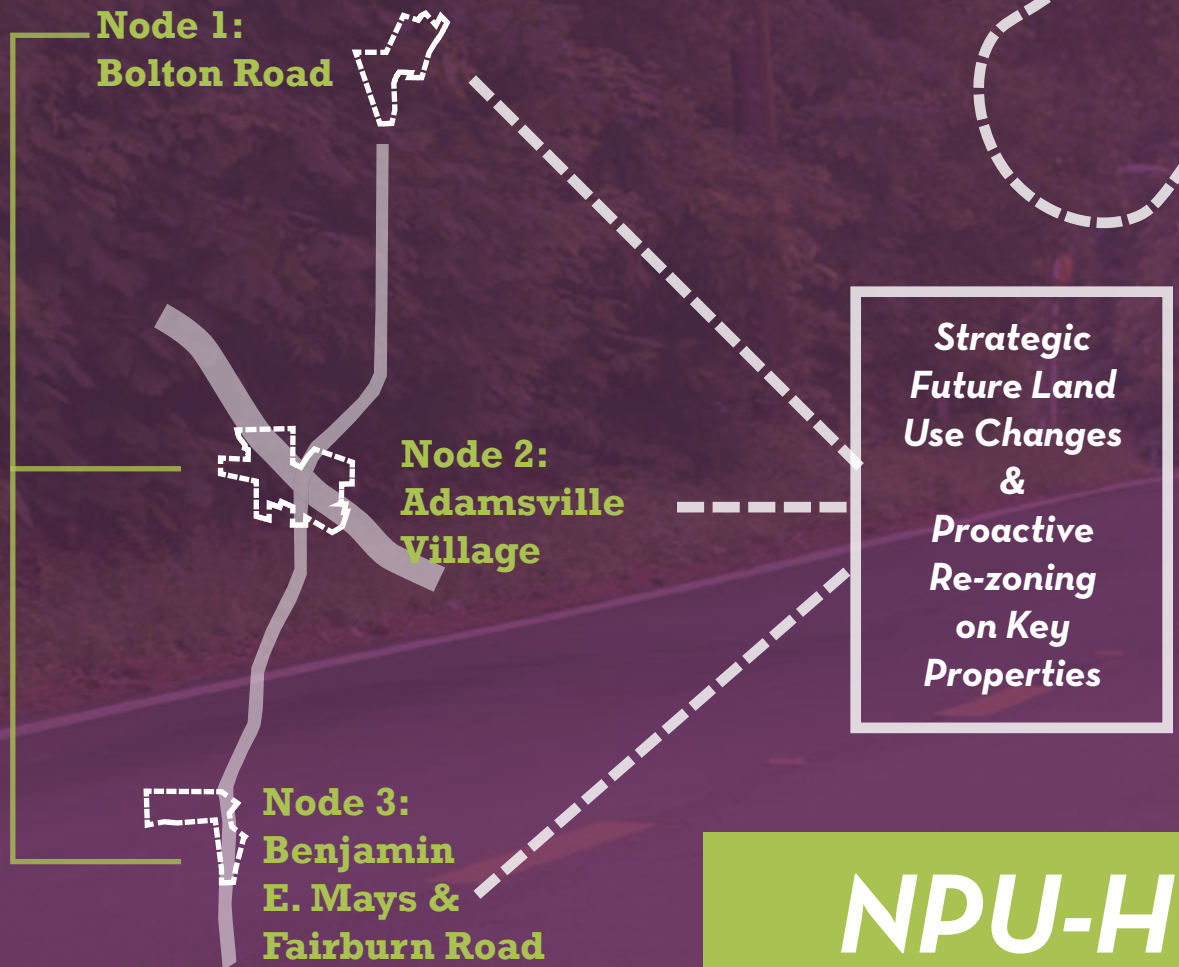 Node 1:
Bolton Road
Node 2:
Adamsville
Village
Node 3:
Benjamin
E. Mays &
Fairburn Road
Strategic
Future Land
Use Changes
&
Proactive
Re-zoning
on Key
Properties
NPU-H